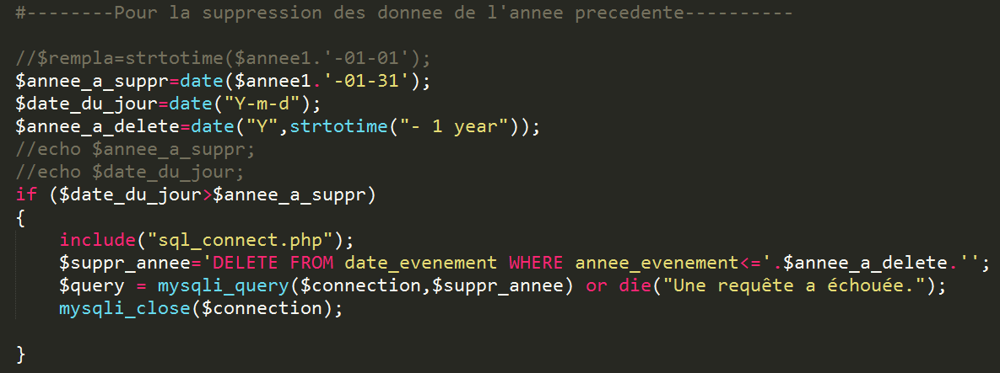 #--------Pour la suppression des donnee de l'annee precedente----------
//$rempla=strtotime($annee1.'-01-01');
$annee_a_suppr=date($annee1.'-01-31');
$date_du_jour=date("Y-m-d");
$annee_a_delete=date("Y",strtotime("- 1 year"));
//echo $annee_a_suppr;
//echo $date_du_jour;
if ($date_du_jour>$annee_a_suppr)
{
include("sql_connect.php");
$suppr_annee='DELETE FROM date_evenement WHERE annee_evenement<='.$annee_a_delete.'';
$query = mysqli_query($connection,$suppr_annee) or die("Une requête a échouée.");
mysqli_close($connection);
}